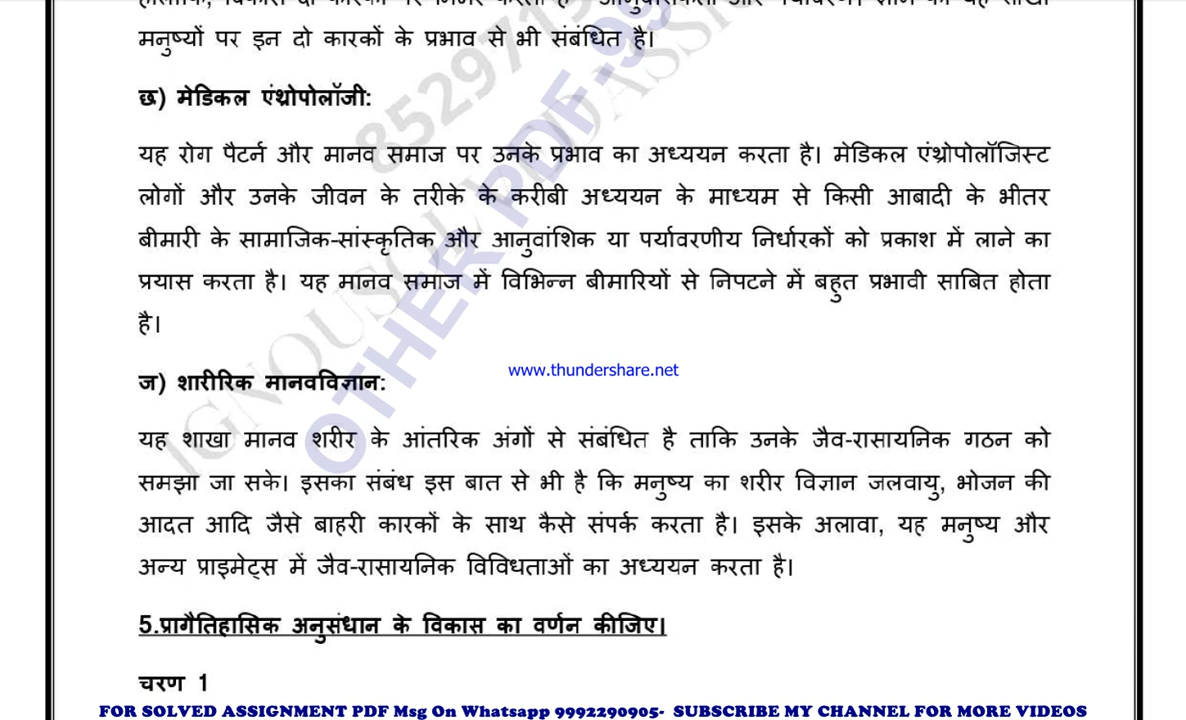 मनुष्यों पर इन दो कारकों के प्रभाव से भी संबंधित है।
छ) मेडिकल एंथ्रोपोलॉजी:
यह रोग पैटर्न और मानव समाज पर उनके प्रभाव का अध्ययन करता है। मेडिकल एंथ्रोपोलॉजिस्ट
लोगों और उनके जीवन के तरीके के करीबी अध्ययन के माध्यम से किसी आबादी के भीतर
बीमारी के सामाजिक-सांस्कृतिक और आनुवांशिक या पर्यावरणीय निर्धारकों को प्रकाश में लाने का
प्रयास करता है। यह मानव समाज में विभिन्न बीमारियों से निपटने में बहुत प्रभावी साबित होता
है।
www.thundershare.net
ज) शारीरिक मानवविज्ञान:
यह शाखा मानव शरीर के आंतरिक अंगों से संबंधित है ताकि उनके जैव-रासायनिक गठन को
समझा जा सके। इसका संबंध इस बात से भी है कि मनुष्य का शरीर विज्ञान जलवायु, भोजन की
आदत आदि जैसे बाहरी कारकों के साथ कैसे संपर्क करता है। इसके अलावा, यह मनुष्य और
अन्य प्राइमेट्स में जैव-रासायनिक विविधताओं का अध्ययन करता है।
5.प्रागैतिहासिक अनुसंधान के विकास का वर्णन कीजिए।
चरण 1
FOR SOLVED ASSIGNMENT PDF Msg On Whatsapp 9992290905- SUBSCRIBE MY CHANNEL FOR MORE VIDEOS
OTHER PDF-99